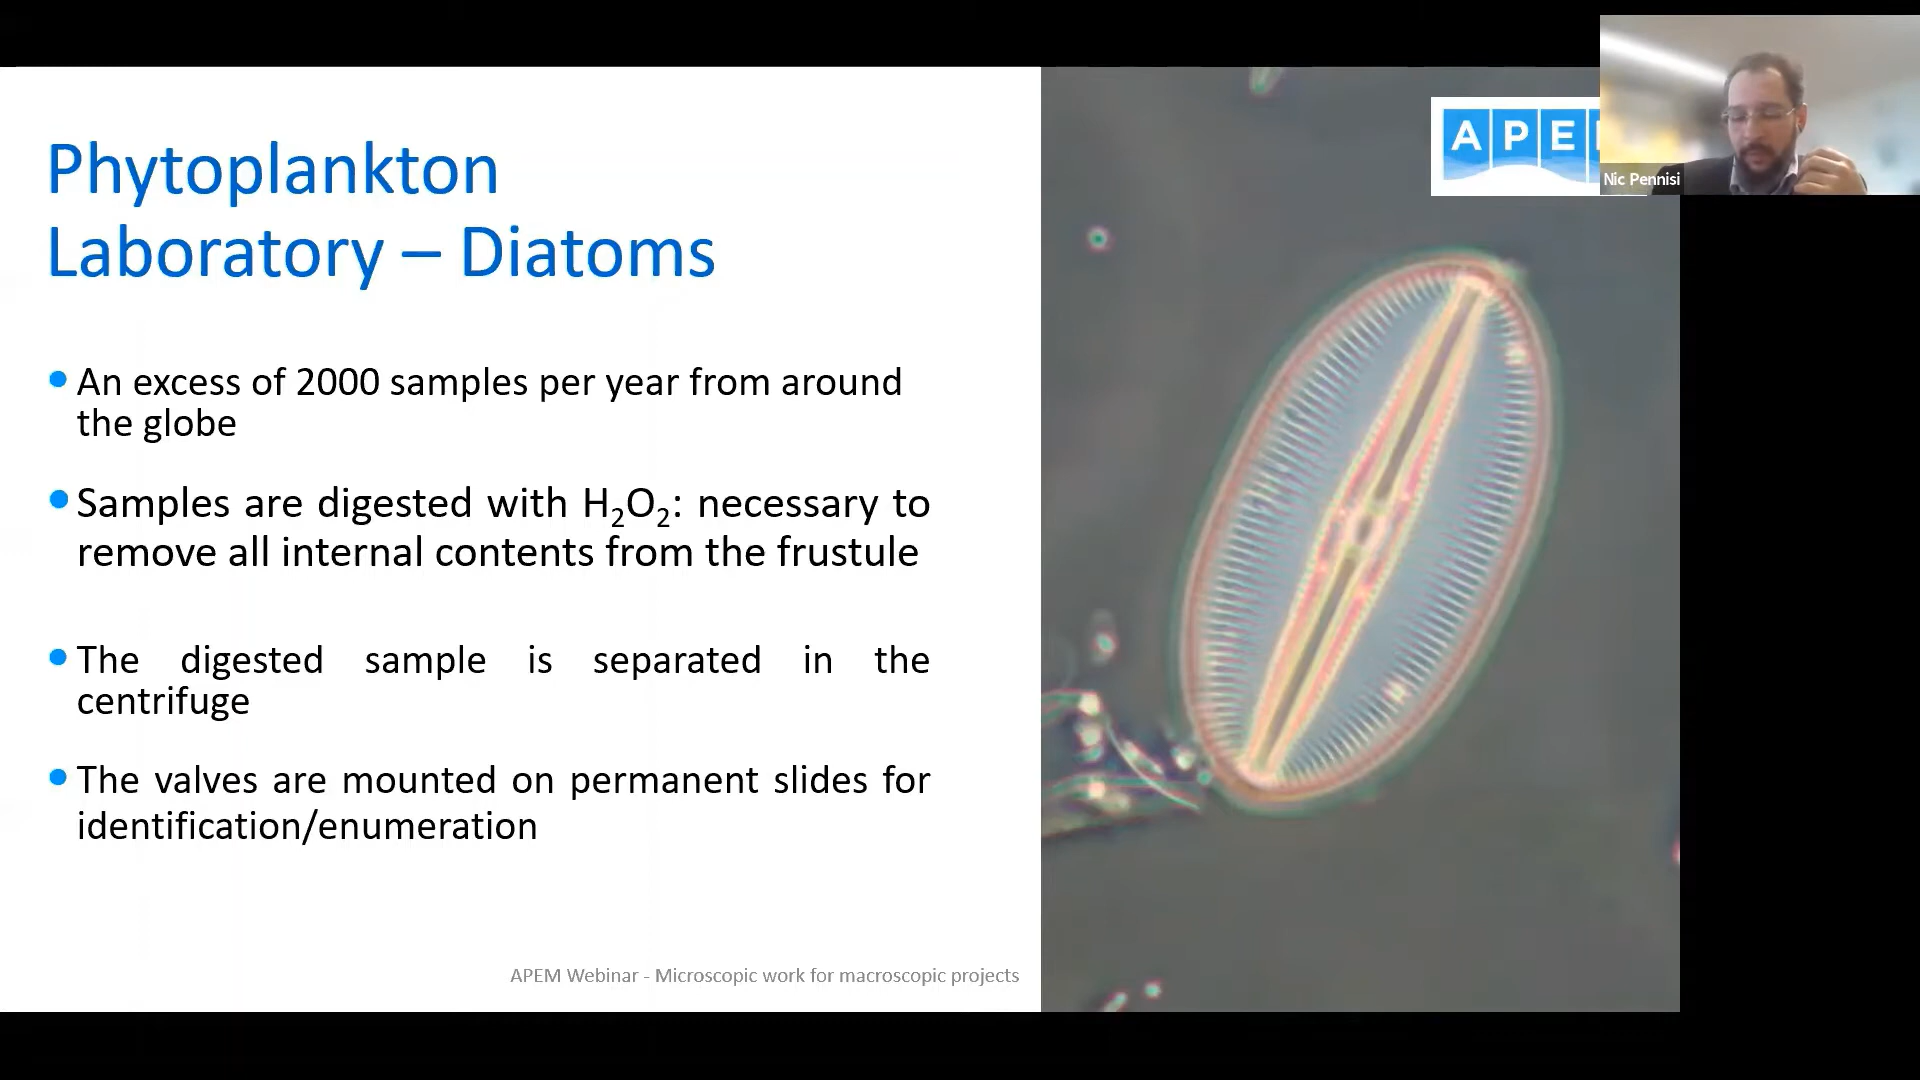 Phytoplankton
Laboratory – Diatoms
An excess of 2000 samples per year from around
the globe
Samples are digested with H₂O₂: necessary to
remove all internal contents from the frustule
The digested sample is separated in the
centrifuge
The valves are mounted on permanent slides for
identification/enumeration
APEM Webinar - Microscopic work for macroscopic projects
APE
Nic Pennisi